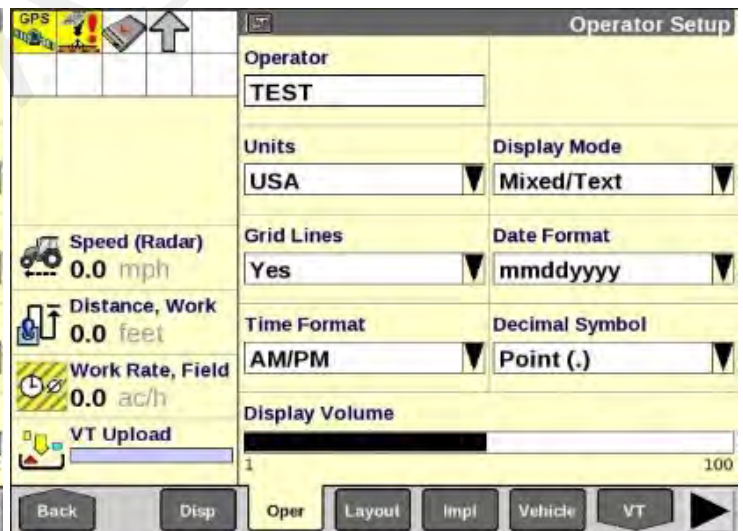 GPS
Operator Setup
Operator
TEST
Units
Display Mode
USA
Mixed/Text
Speed (Radar)
0.0 mph
Grid Lines
Date Format
Yes
mmddyyyy
Distance, Work
0.0 feet
Time Format
Decimal Symbol
AM/PM
Point (.)
Work Rate, Field
0.0 ac/h
Display Volume
VT Upload
1
100
Back
Disp
Oper
Layout
Impl
Vehicle
VT